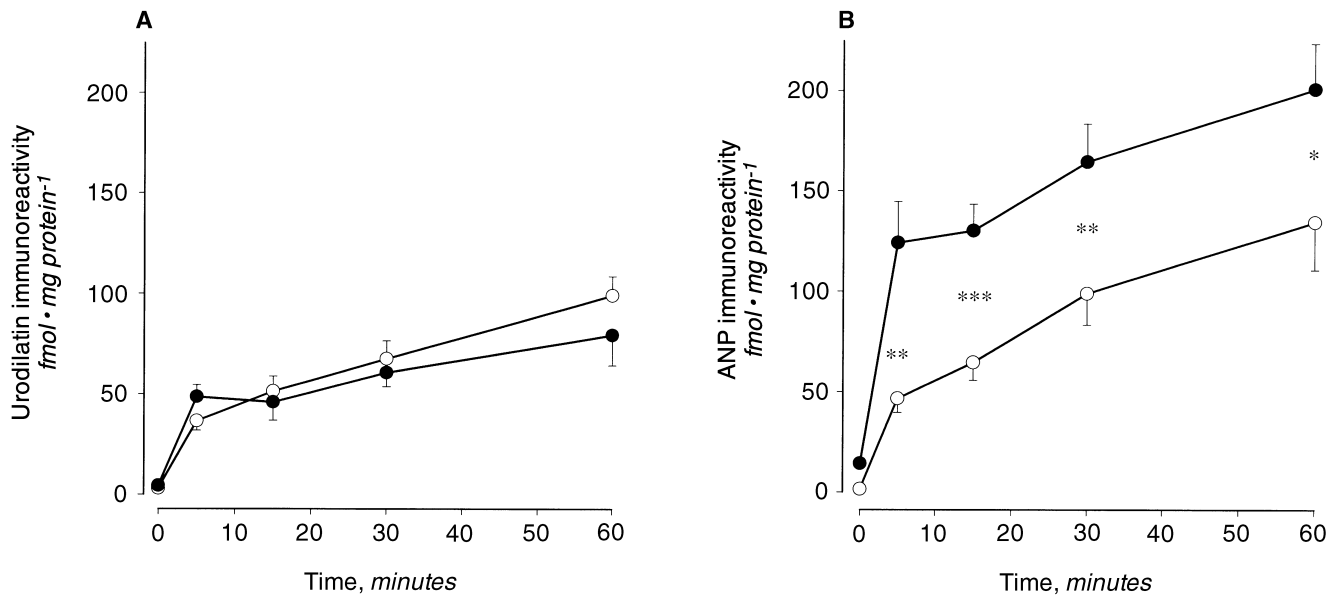 A
Urodilatin immunoreactivity
fmol • mg protein-1
200
150
100
50
0
0 10 20 30 40 50 60
Time, minutes
B
ANP immunoreactivity
fmol • mg protein-1
200
150
100
50
0
**
***
**
*
0 10 20 30 40 50 60
Time, minutes